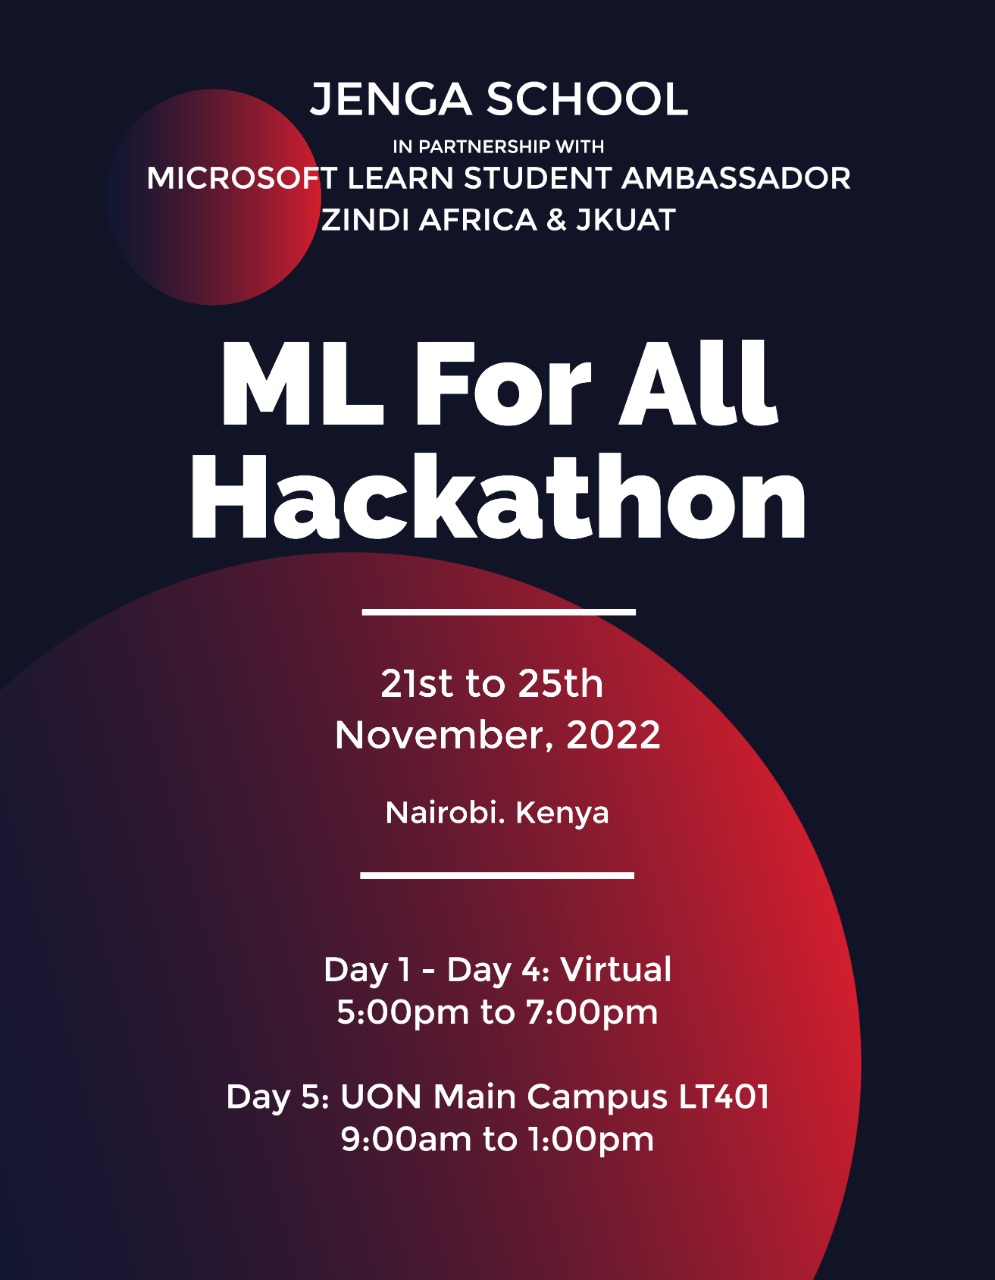 JENGA SCHOOL
IN PARTNERSHIP WITH
MICROSOFT LEARN STUDENT AMBASSADOR
ZINDI AFRICA & JKUAT
ML For All
Hackathon
21st to 25th
November, 2022
Nairobi. Kenya
Day 1 - Day 4: Virtual
5:00pm to 7:00pm
Day 5: UON Main Campus LT401
9:00am to 1:00pm